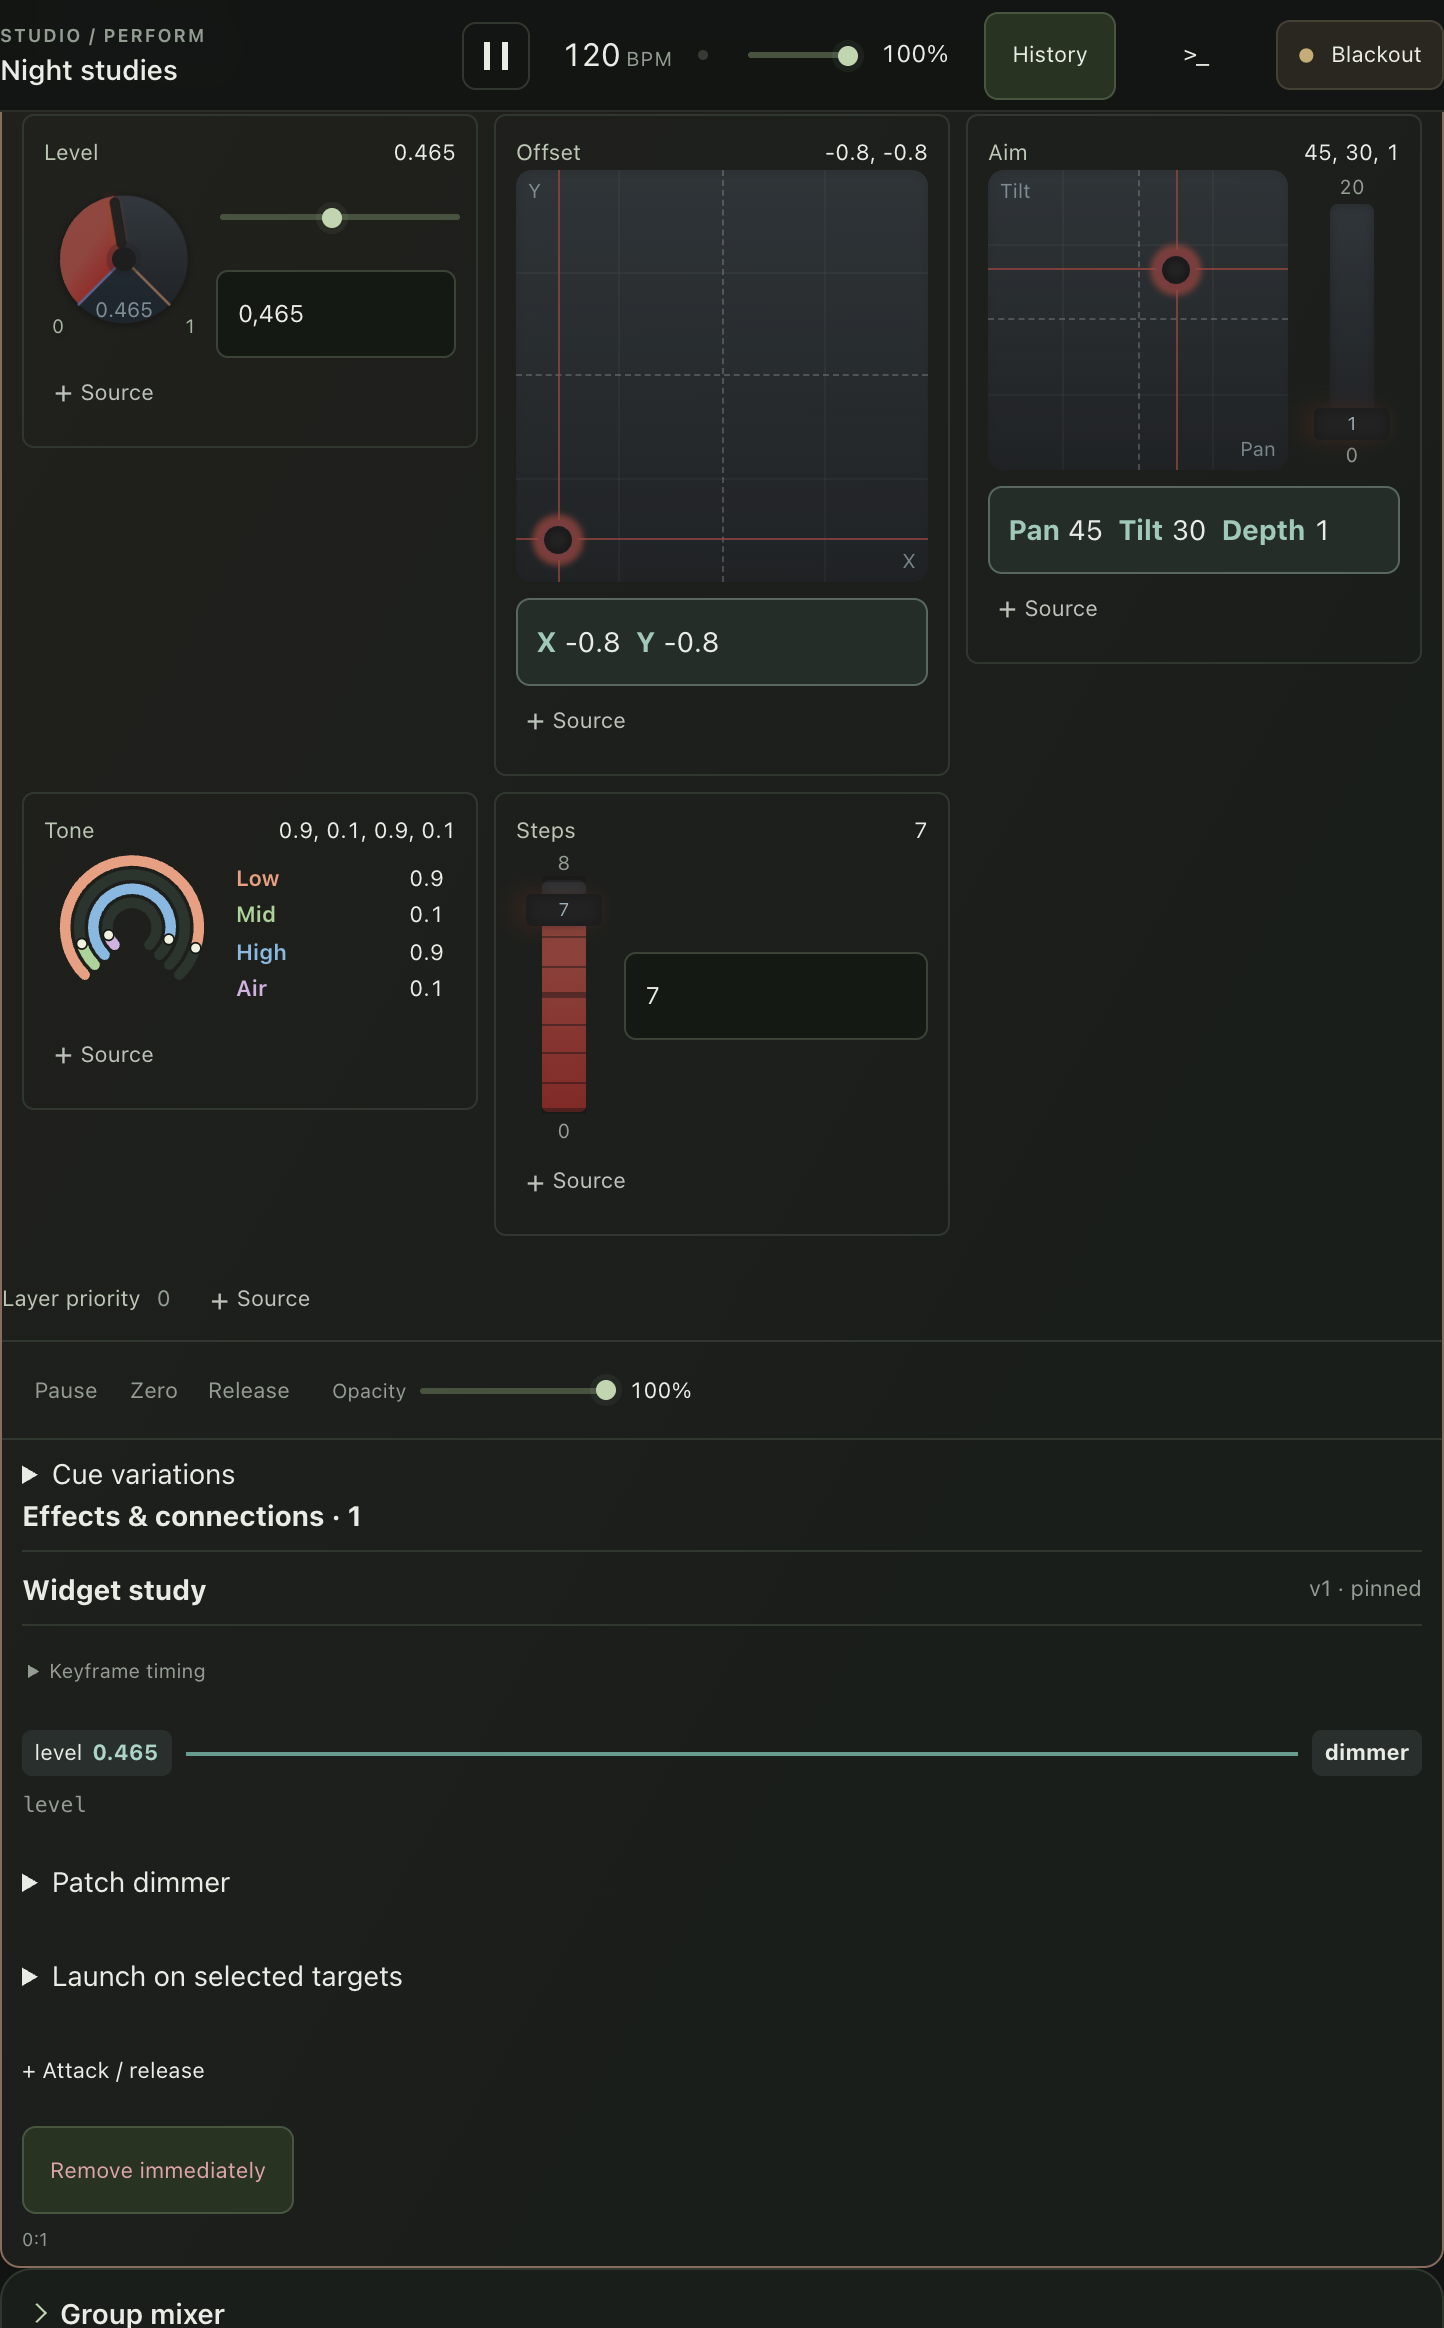 STUDIO / PERFORM
Night studies
120 BPM
100%
History
>_
Blackout
Level 0.465
0.465
0 1
0,465
+ Source
Offset -0.8, -0.8
Y
X
X -0.8 Y -0.8
+ Source
Aim 45, 30, 1
Tilt
20
1
Pan
0
Pan 45 Tilt 30 Depth 1
+ Source
Tone 0.9, 0.1, 0.9, 0.1
Low 0.9
Mid 0.1
High 0.9
Air 0.1
+ Source
Steps 7
8
7
7
0
+ Source
Layer priority 0 + Source
Pause Zero Release Opacity 100%
Cue variations
Effects & connections · 1
Widget study v1 · pinned
Keyframe timing
level 0.465 dimmer
level
Patch dimmer
Launch on selected targets
+ Attack / release
Remove immediately
0:1
Group mixer